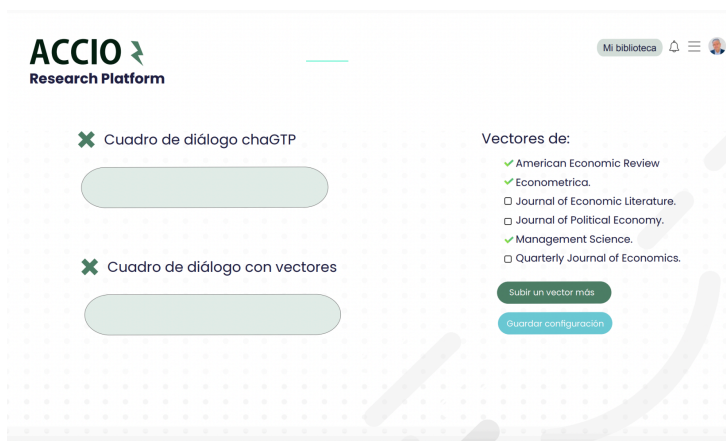 ACCIO
Research Platform
Mi biblioteca
Cuadro de diálogo chaGTP
Cuadro de diálogo con vectores
Vectores de:
American Economic Review
Econometrica.
Journal of Economic Literature.
Journal of Political Economy.
Management Science.
Quarterly Journal of Economics.
Subir un vector más
Guardar configuración